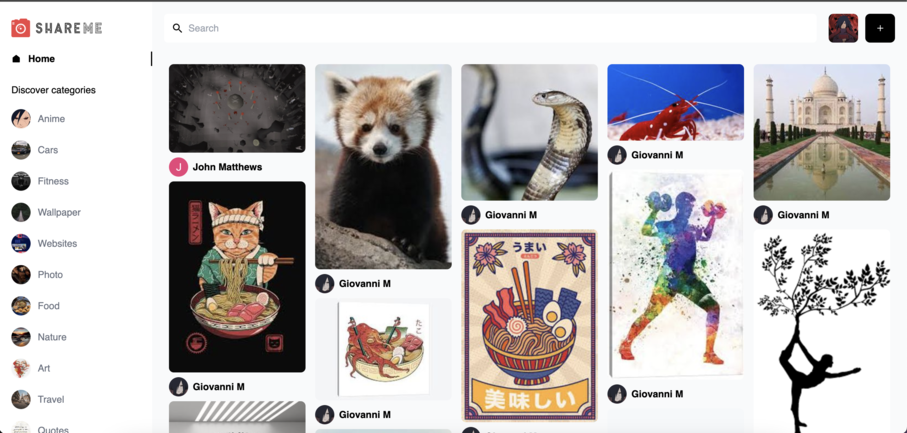 SHAREME
Search
Home
Discover categories
Anime
Cars
Fitness
Wallpaper
Websites
Photo
Food
Nature
Art
Travel
Quotes
J
John Matthews
Giovanni M
Giovanni M
Giovanni M
Giovanni M
うまい
美味しい
Giovanni M
Giovanni M
Giovanni M